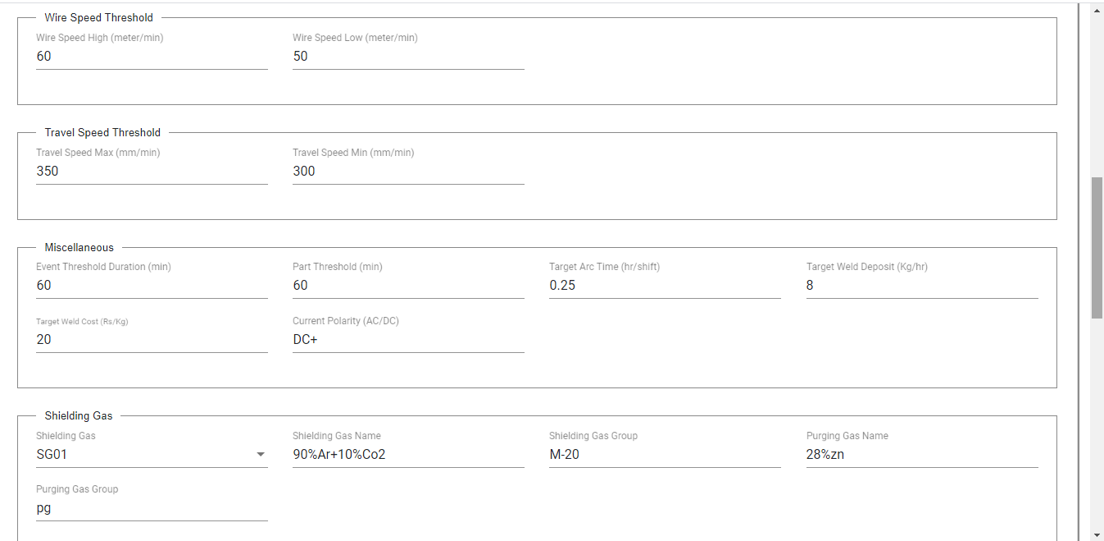 Wire Speed Threshold
Wire Speed High (meter/min) Wire Speed Low (meter/min)
60 50
Travel Speed Threshold
Travel Speed Max (mm/min) Travel Speed Min (mm/min)
350 300
Miscellaneous
Event Threshold Duration (min) Part Threshold (min) Target Arc Time (hr/shift) Target Weld Deposit (Kg/hr)
60 60 0.25 8
Target Weld Cost (Rs/Kg) Current Polarity (AC/DC)
20 DC+
Shielding Gas
Shielding Gas Shielding Gas Name Shielding Gas Group Purging Gas Name
SG01 90%Ar+10%Co2 M-20 28%zn
Purging Gas Group
pg